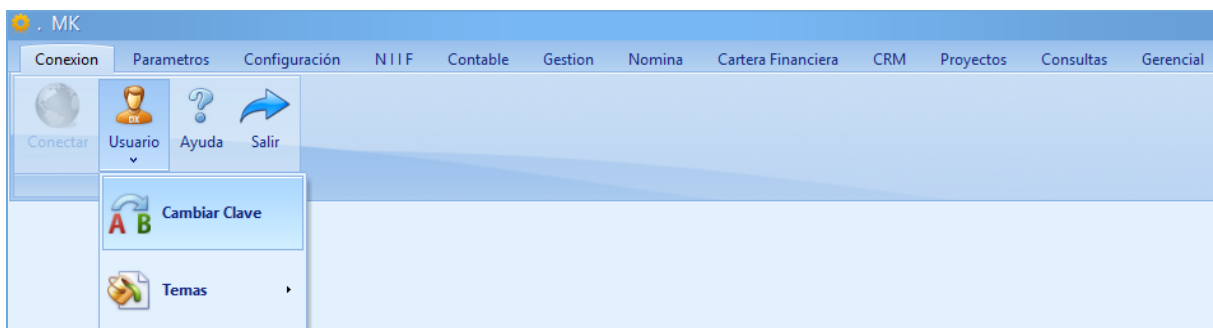 . MK
Conexion Parametros Configuración N I I F Contable Gestion Nomina Cartera Financiera CRM Proyectos Consultas Gerencial
Conectar Usuario Ayuda Salir
DX
A B Cambiar Clave
Temas